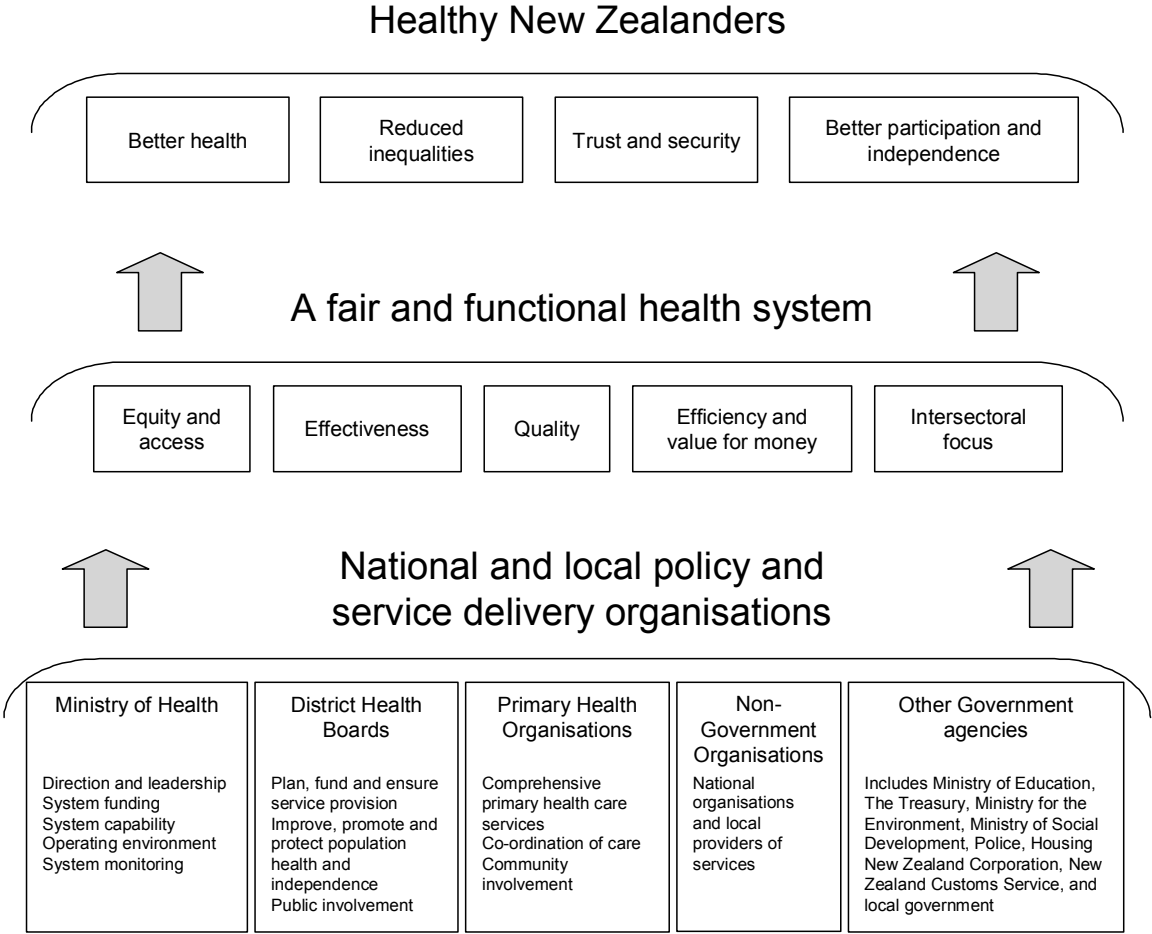 Healthy New Zealanders
Better health
Reduced
inequalities
Trust and security
Better participation and
independence
A fair and functional health system
Equity and
access
Effectiveness
Quality
Efficiency and
value for money
Intersectoral
focus
National and local policy and
service delivery organisations
Ministry of Health
Direction and leadership
System funding
System capability
Operating environment
System monitoring
District Health
Boards
Plan, fund and ensure
service provision
Improve, promote and
protect population
health and
independence
Public involvement
Primary Health
Organisations
Comprehensive
primary health care
services
Co-ordination of care
Community
involvement
Non-
Government
Organisations
National
organisations
and local
providers of
services
Other Government
agencies
Includes Ministry of Education,
The Treasury, Ministry for the
Environment, Ministry of Social
Development, Police, Housing
New Zealand Corporation, New
Zealand Customs Service, and
local government